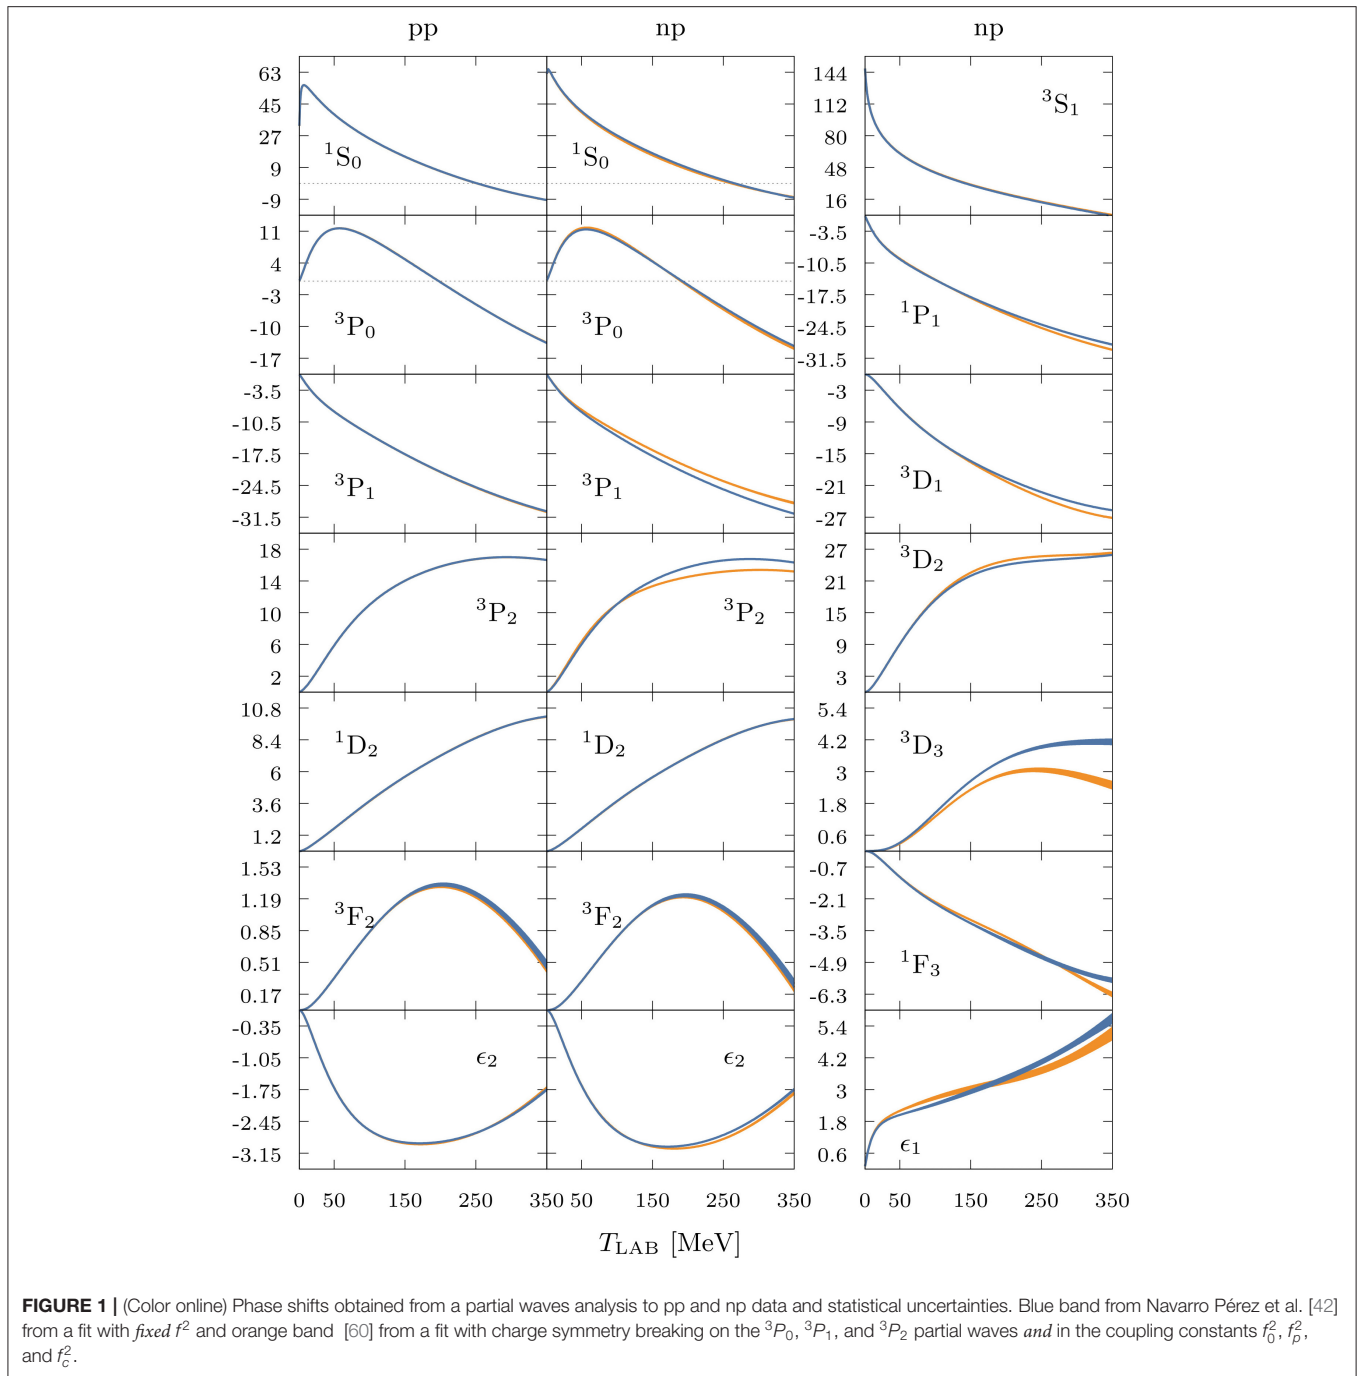 pp np np
63
45
27
9
-9
¹S₀
¹S₀
144
112
80
48
16
³S₁
11
4
-3
-10
-17
³P₀
³P₀
-3.5
-10.5
-17.5
-24.5
-31.5
¹P₁
-3.5
-10.5
-17.5
-24.5
-31.5
³P₁
³P₁
-3
-9
-15
-21
-27
³D₁
18
14
10
6
2
³P₂
³P₂
27
21
15
9
3
³D₂
10.8
8.4
6
3.6
1.2
¹D₂
¹D₂
5.4
4.2
3
1.8
0.6
³D₃
1.53
1.19
0.85
0.51
0.17
³F₂
³F₂
-0.7
-2.1
-3.5
-4.9
-6.3
¹F₃
-0.35
-1.05
-1.75
-2.45
-3.15
ϵ₂
ϵ₂
5.4
4.2
3
1.8
0.6
ϵ₁
0 50 150 250 350 50 150 250 350 0 50 150 250 350
T_LAB [MeV]
FIGURE 1 | (Color online) Phase shifts obtained from a partial waves analysis to pp and np data and statistical uncertainties. Blue band from Navarro Pérez et al. [42]
from a fit with fixed f² and orange band [60] from a fit with charge symmetry breaking on the ³P₀, ³P₁, and ³P₂ partial waves and in the coupling constants f₀², fₚ²,
and f_c².